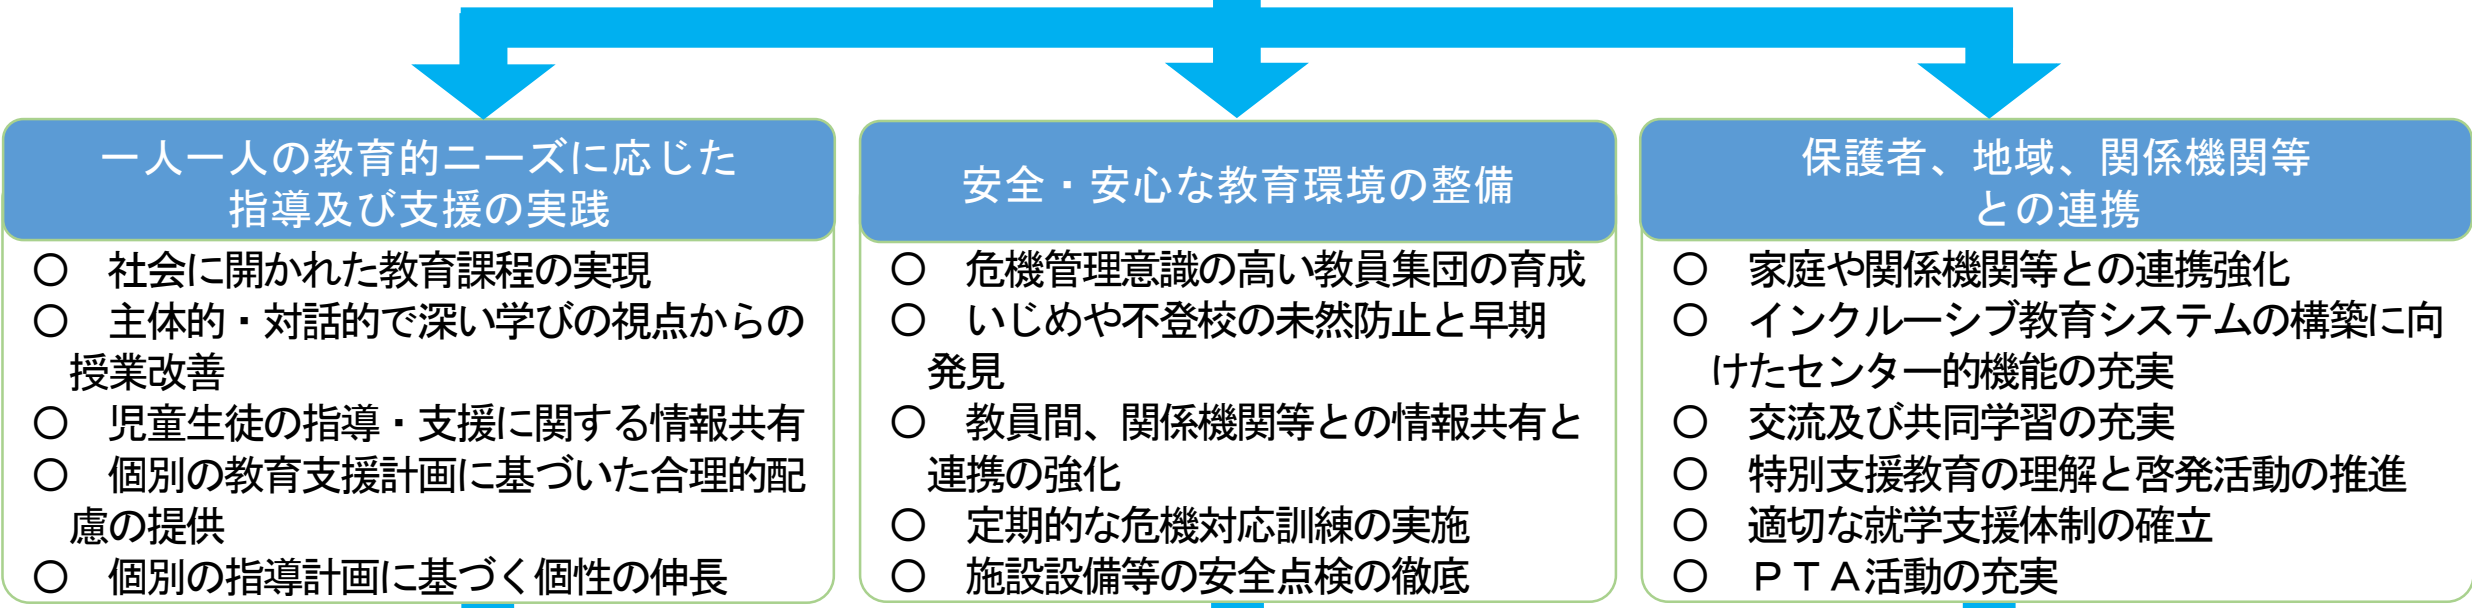 一人一人の教育的ニーズに応じた
指導及び支援の実践
○　社会に開かれた教育課程の実現
○　主体的・対話的で深い学びの視点からの
授業改善
○　児童生徒の指導・支援に関する情報共有
○　個別の教育支援計画に基づいた合理的配
慮の提供
○　個別の指導計画に基づく個性の伸長
安全・安心な教育環境の整備
○　危機管理意識の高い教員集団の育成
○　いじめや不登校の未然防止と早期
発見
○　教員間、関係機関等との情報共有と
連携の強化
○　定期的な危機対応訓練の実施
○　施設設備等の安全点検の徹底
保護者、地域、関係機関等
との連携
○　家庭や関係機関等との連携強化
○　インクルーシブ教育システムの構築に向
けたセンター的機能の充実
○　交流及び共同学習の充実
○　特別支援教育の理解と啓発活動の推進
○　適切な就学支援体制の確立
○　ＰＴＡ活動の充実